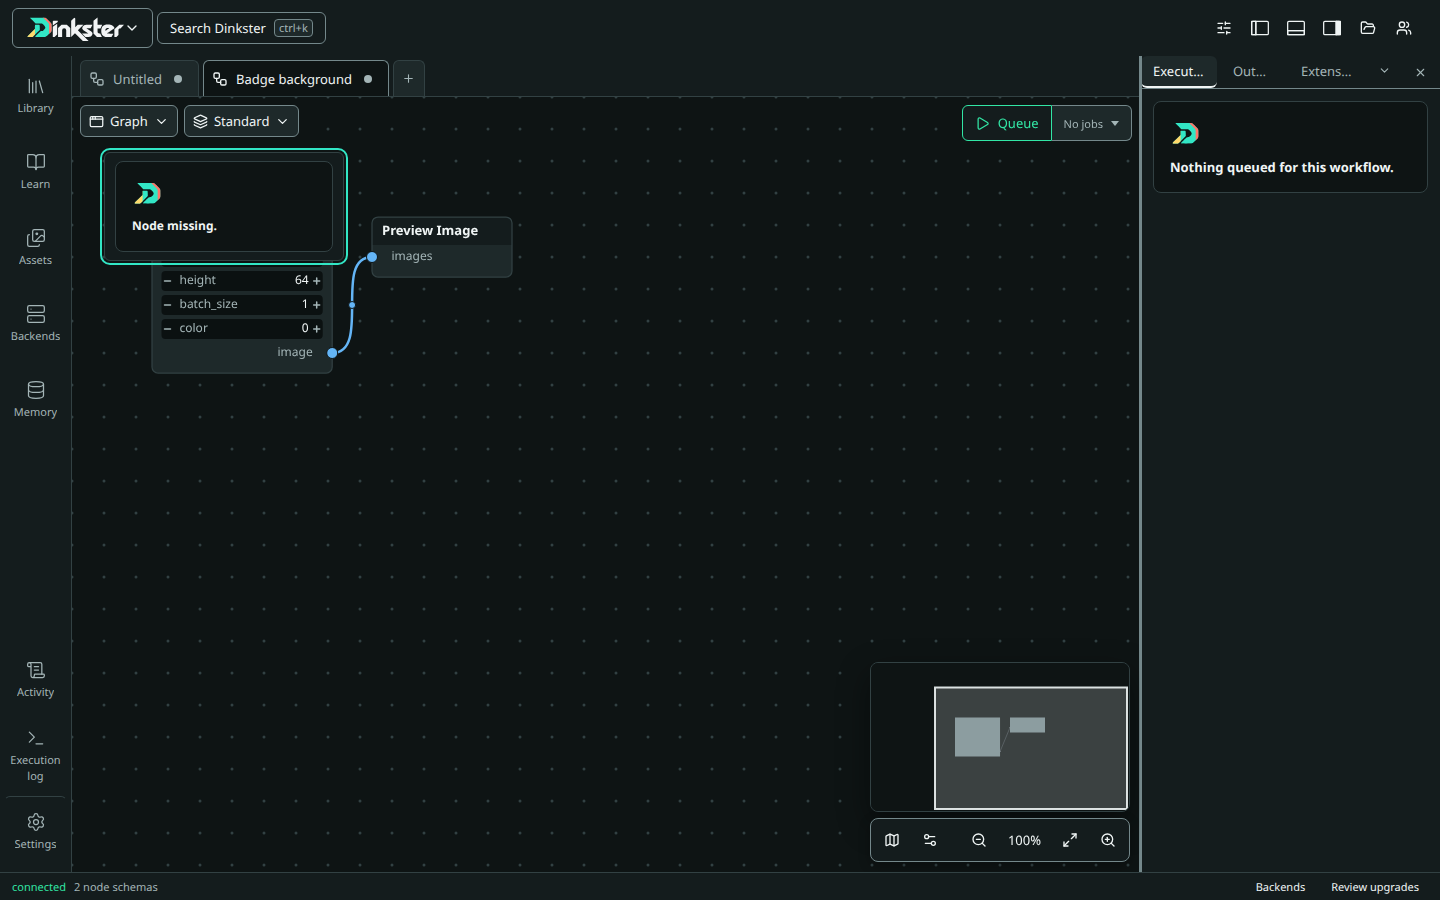 Dinkster
Search Dinkster ctrl+k
Untitled
Badge background
Execut...
Out...
Extens...
Library
Learn
Assets
Backends
Memory
Activity
Execution
log
Settings
Graph
Standard
Queue
No jobs
Node missing.
height 64
batch_size 1
color 0
image
Preview Image
images
Nothing queued for this workflow.
100%
connected 2 node schemas
Backends
Review upgrades